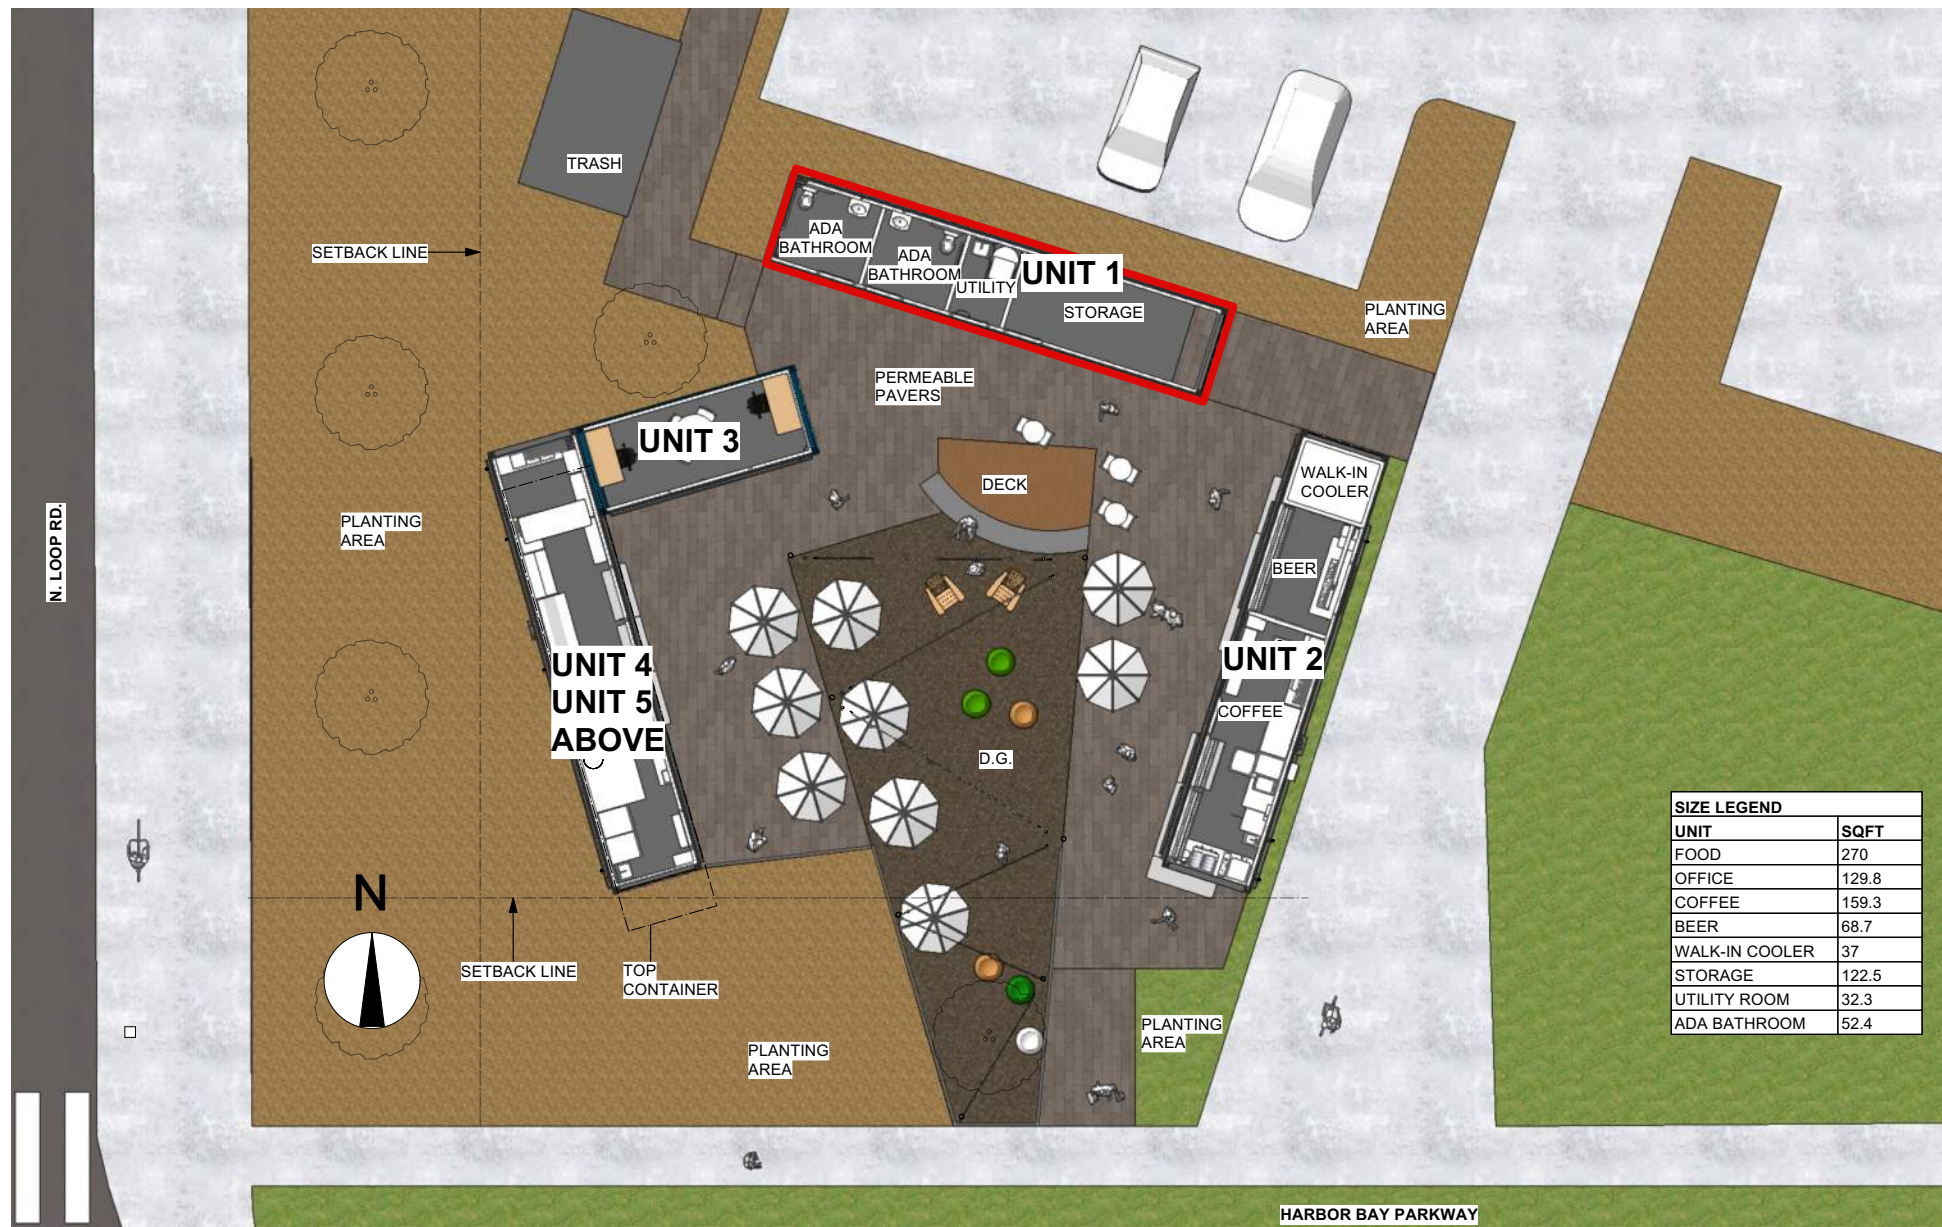 TRASH
SETBACK LINE
ADA
BATHROOM
ADA
BATHROOM
UTILITY
UNIT 1
STORAGE
PLANTING
AREA
PERMEABLE
PAVERS
UNIT 3
DECK
WALK-IN
COOLER
N. LOOP RD.
PLANTING
AREA
BEER
UNIT 4
UNIT 5
ABOVE
UNIT 2
COFFEE
D.G.
SIZE LEGEND
UNIT SQFT
FOOD 270
OFFICE 129.8
COFFEE 159.3
BEER 68.7
WALK-IN COOLER 37
STORAGE 122.5
UTILITY ROOM 32.3
ADA BATHROOM 52.4
N
SETBACK LINE
TOP
CONTAINER
PLANTING
AREA
PLANTING
AREA
HARBOR BAY PARKWAY